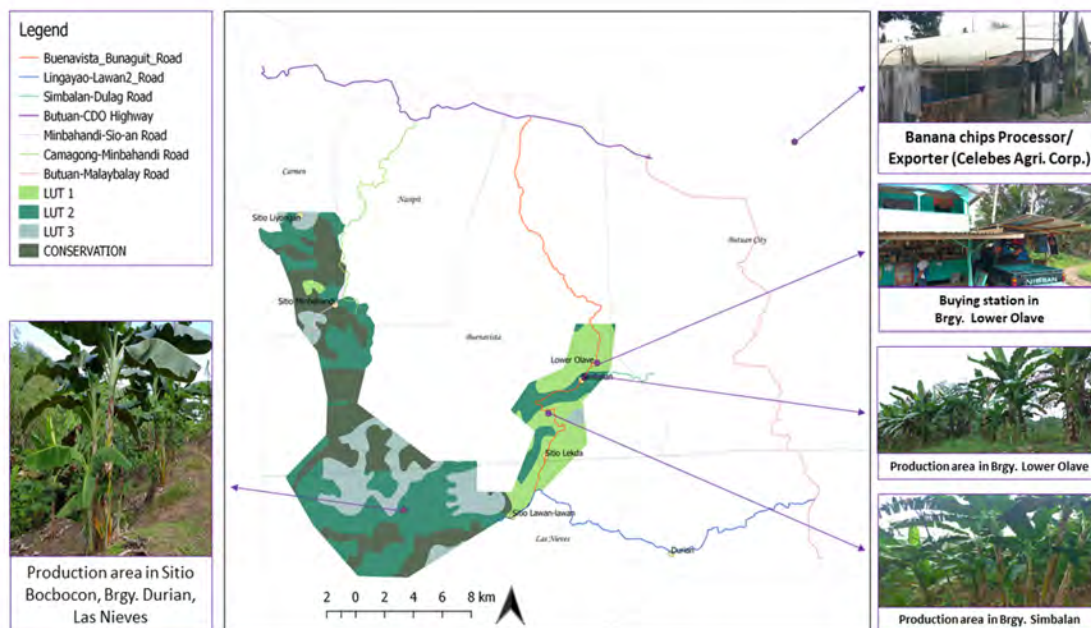 Legend
Buenavista_Bunaguit_Road
Lingayao-Lawan2_Road
Simbalan-Dulag Road
Butuan-CDO Highway
Minbahandi-Sio-an Road
Camagong-Minbahandi Road
Butuan-Malaybalay Road
LUT 1
LUT 2
LUT 3
CONSERVATION
Carmen
Nasipit
Sitio Liyongan
Butuan City
Sitio Minbahandi
Buenavista
Lower Olave
Simbalan
Sitio Lekda
Sitio Lawan-lawan
Las Nieves
Durian
2 0 2 4 6 8 km
Banana chips Processor/
Exporter (Celebes Agri. Corp.)
Buying station in
Brgy. Lower Olave
Production area in Brgy. Lower Olave
Production area in Brgy. Simbalan
Production area in Sitio
Bocbocon, Brgy. Durian,
Las Nieves